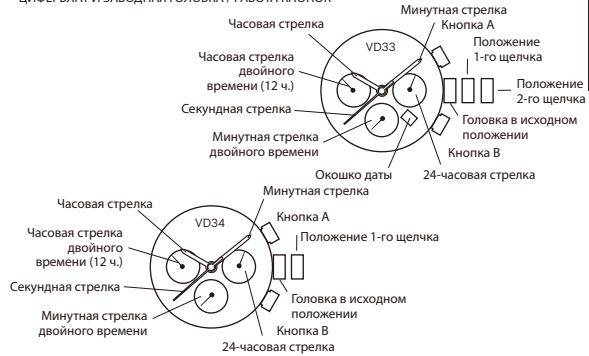 ЦИФЕРБЛАТ И ЗАВОДНАЯ ГОЛОВКА / РАБОТА КНОПОК
Минутная стрелка
Часовая стрелка
Кнопка A
VD33
Положение
1-го щелчка
Часовая стрелка
двойного
времени (12 ч.)
Положение
2-го щелчка
Секундная стрелка
Головка в исходном
положении
Минутная стрелка
двойного времени
Кнопка B
Окошко даты
24-часовая стрелка
Минутная стрелка
Часовая стрелка
VD34
Кнопка A
Часовая стрелка
двойного
времени (12 ч.)
Положение 1-го щелчка
Секундная стрелка
Головка в исходном
положении
Минутная стрелка
двойного времени
Кнопка B
24-часовая стрелка